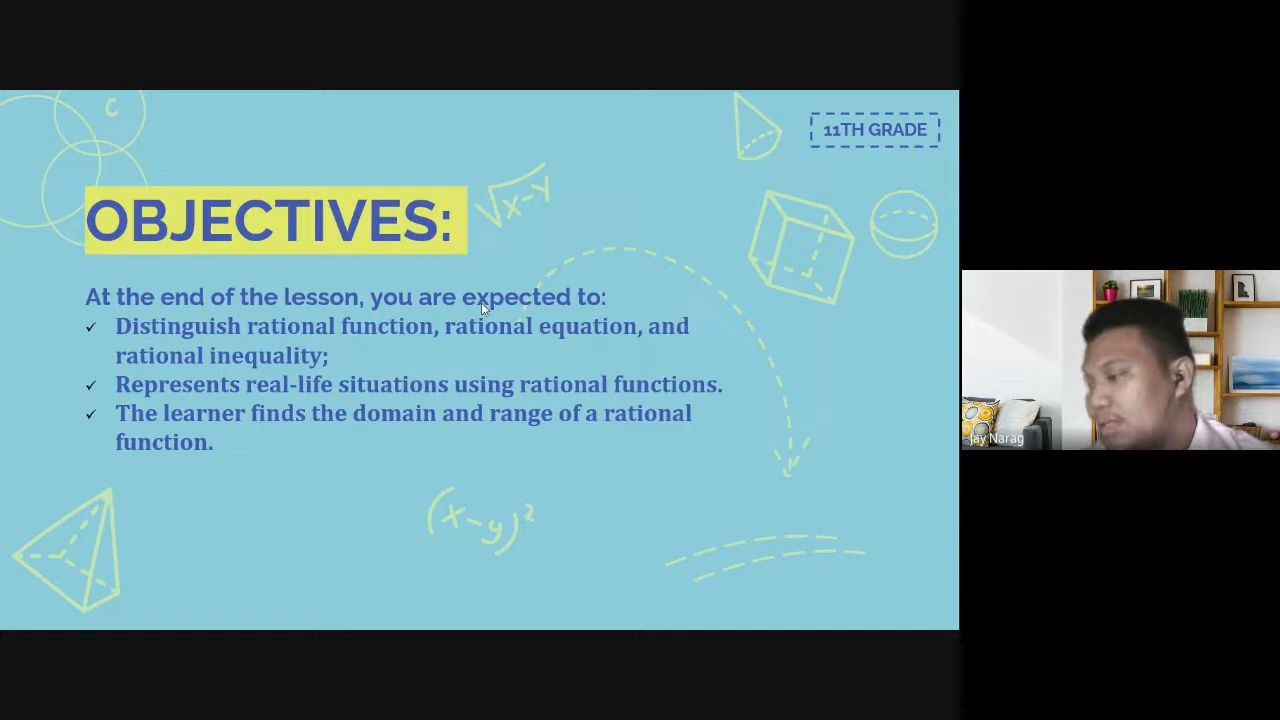 C
11TH GRADE
√x-y
OBJECTIVES:
At the end of the lesson, you are expected to:
✓ Distinguish rational function, rational equation, and
rational inequality;
✓ Represents real-life situations using rational functions.
✓ The learner finds the domain and range of a rational
function.
Jay Narag
(x-y)²